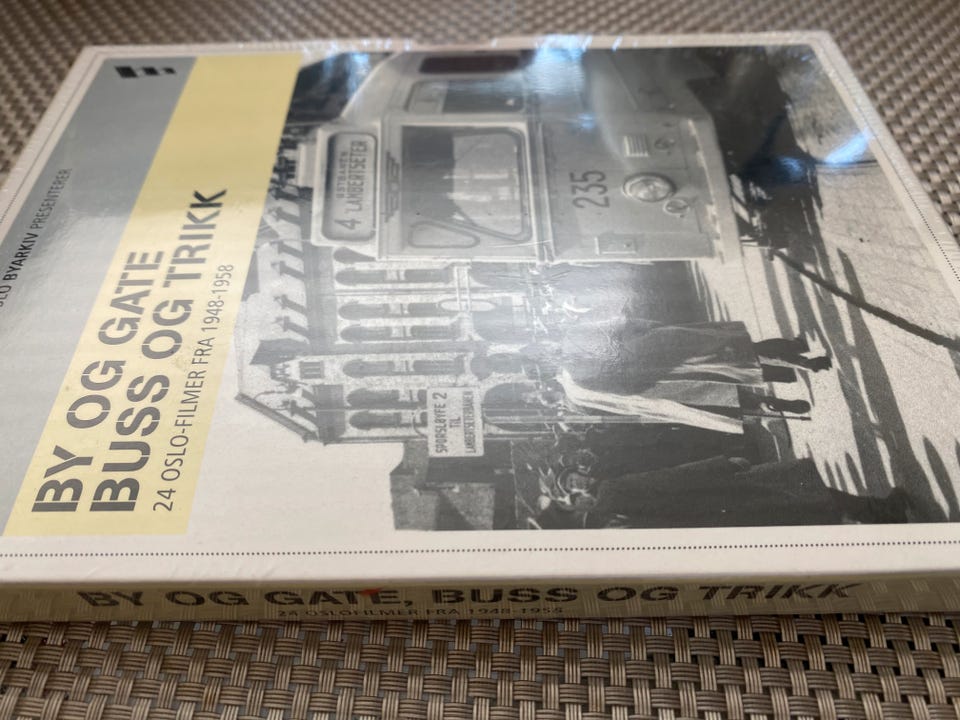 OSLO BYARKIV PRESENTERER
BY OG GATE
BUSS OG TRIKK
24 OSLO-FILMER FRA 1948-1958
ØSTBANEN
4 LAMBERTSETER
235
SPORSLØYFE 2
TIL
LAMBERTSETERBANEN
BY OG GATE, BUSS OG TRIKK
24 OSLOFILMER FRA 1948-1958